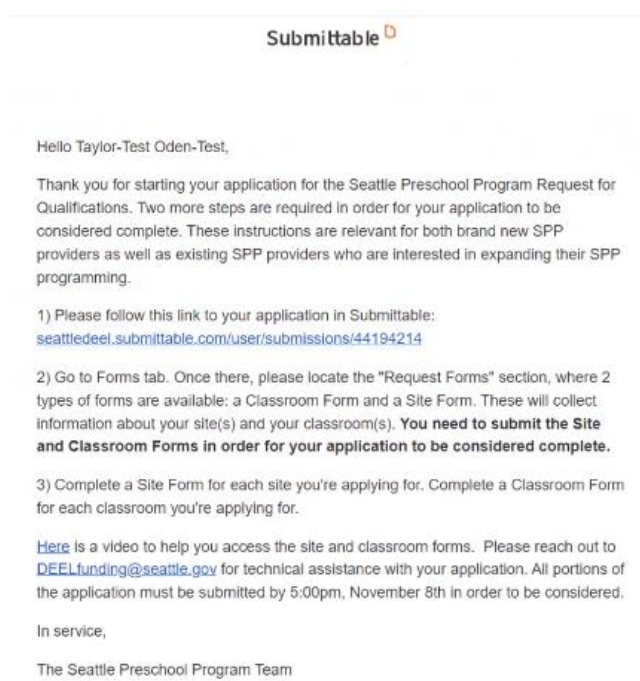 Submittable
Hello Taylor-Test Oden-Test,
Thank you for starting your application for the Seattle Preschool Program Request for
Qualifications. Two more steps are required in order for your application to be
considered complete. These instructions are relevant for both brand new SPP
providers as well as existing SPP providers who are interested in expanding their SPP
programming.
1) Please follow this link to your application in Submittable:
seattledeel.submittable.com/user/submissions/44194214
2) Go to Forms tab. Once there, please locate the "Request Forms" section, where 2
types of forms are available: a Classroom Form and a Site Form. These will collect
information about your site(s) and your classroom(s). You need to submit the Site
and Classroom Forms in order for your application to be considered complete.
3) Complete a Site Form for each site you're applying for. Complete a Classroom Form
for each classroom you're applying for.
Here is a video to help you access the site and classroom forms. Please reach out to
DEELfunding@seattle.gov for technical assistance with your application. All portions of
the application must be submitted by 5:00pm, November 8th in order to be considered.
In service,
The Seattle Preschool Program Team